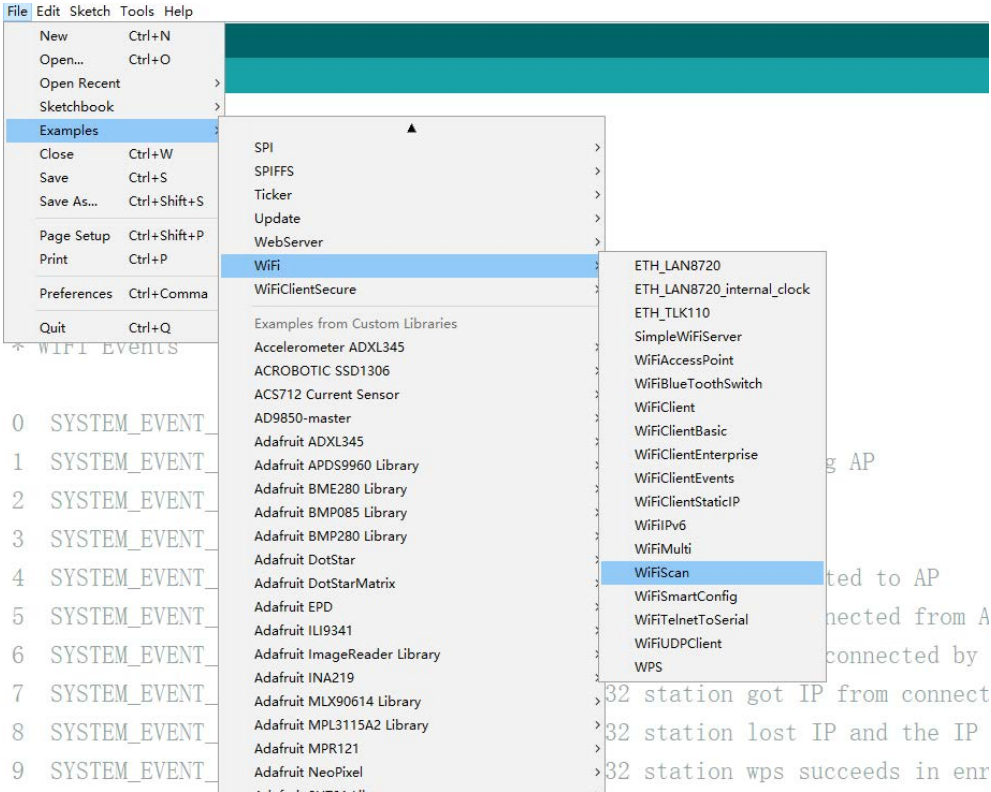 File Edit Sketch Tools Help
New Ctrl+N
Open... Ctrl+O
Open Recent
Sketchbook
Examples
Close Ctrl+W
Save Ctrl+S
Save As... Ctrl+Shift+S
Page Setup Ctrl+Shift+P
Print Ctrl+P
Preferences Ctrl+Comma
Quit Ctrl+Q
SPI
SPIFFS
Ticker
Update
WebServer
WiFi
WiFiClientSecure
Examples from Custom Libraries
Accelerometer ADXL345
ACROBOTIC SSD1306
ACS712 Current Sensor
AD9850-master
Adafruit ADXL345
Adafruit APDS9960 Library
Adafruit BME280 Library
Adafruit BMP085 Library
Adafruit BMP280 Library
Adafruit DotStar
Adafruit DotStarMatrix
Adafruit EPD
Adafruit ILI9341
Adafruit ImageReader Library
Adafruit INA219
Adafruit MLX90614 Library
Adafruit MPL3115A2 Library
Adafruit MPR121
Adafruit NeoPixel
ETH_LAN8720
ETH_LAN8720_internal_clock
ETH_TLK110
SimpleWiFiServer
WiFiAccessPoint
WiFiBlueToothSwitch
WiFiClient
WiFiClientBasic
WiFiClientEnterprise
WiFiClientEvents
WiFiClientStaticIP
WiFiIPv6
WiFiMulti
WiFiScan
WiFiSmartConfig
WiFiTelnetToSerial
WiFiUDPClient
WPS
* WiFi Events
0 SYSTEM_EVENT_
1 SYSTEM_EVENT_ g AP
2 SYSTEM_EVENT_
3 SYSTEM_EVENT_
4 SYSTEM_EVENT_ ted to AP
5 SYSTEM_EVENT_ nected from A
6 SYSTEM_EVENT_ connected by
7 SYSTEM_EVENT_ 32 station got IP from connect
8 SYSTEM_EVENT_ 32 station lost IP and the IP
9 SYSTEM_EVENT_ 32 station wps succeeds in enr